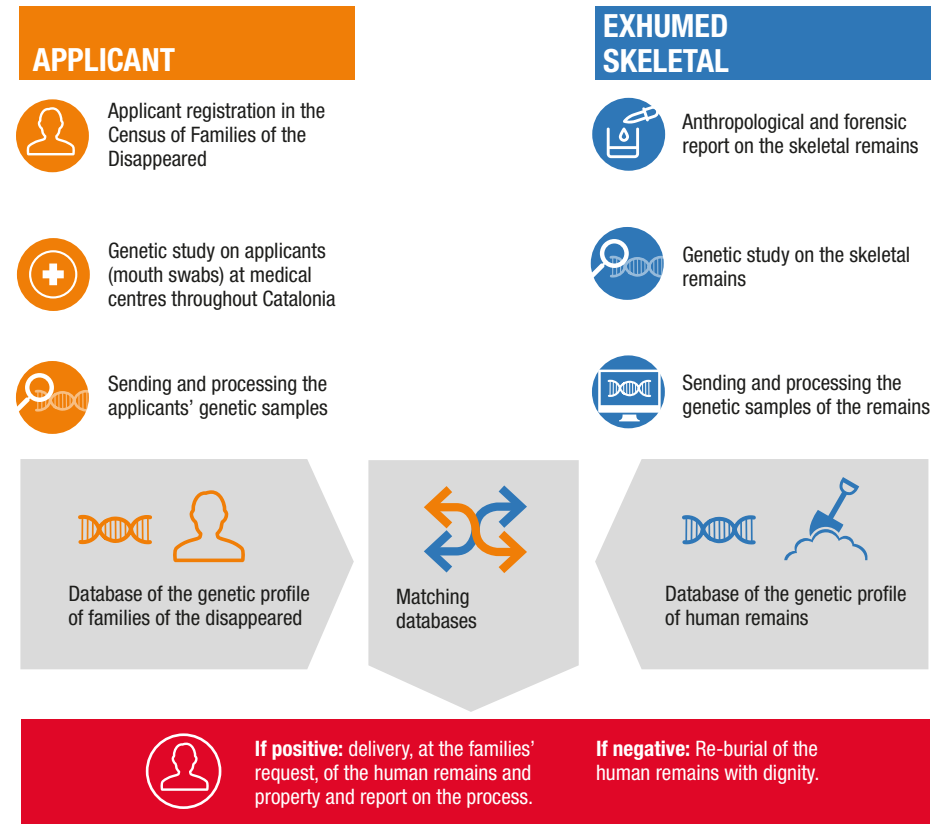 APPLICANT
Applicant registration in the
Census of Families of the
Disappeared
Genetic study on applicants
(mouth swabs) at medical
centres throughout Catalonia
Sending and processing the
applicants’ genetic samples
EXHUMED
SKELETAL
Anthropological and forensic
report on the skeletal remains
Genetic study on the skeletal
remains
Sending and processing the
genetic samples of the remains
Database of the genetic profile
of families of the disappeared
Matching
databases
Database of the genetic profile
of human remains
If positive: delivery, at the families’
request, of the human remains and
property and report on the process.
If negative: Re-burial of the
human remains with dignity.